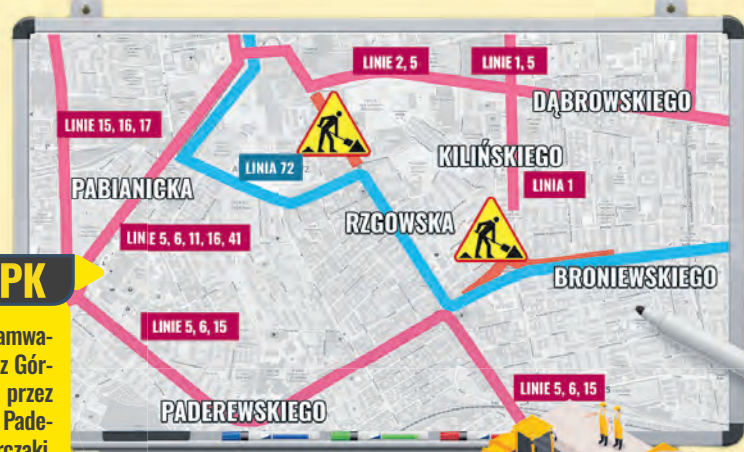 LINIE 2, 5
LINIE 1, 5
DĄBROWSKIEGO
LINIE 15, 16, 17
KILIŃSKIEGO
LINIA 72
PABIANICKA
LINIA 1
RZGOWSKA
LINIE 5, 6, 11, 16, 41
BRONIEWSKIEGO
PK
LINIE 5, 6, 15
LINIE 5, 6, 15
PADEREWSKIEGO
amwa-
z Gór-
przez
Pade-
rczaki.